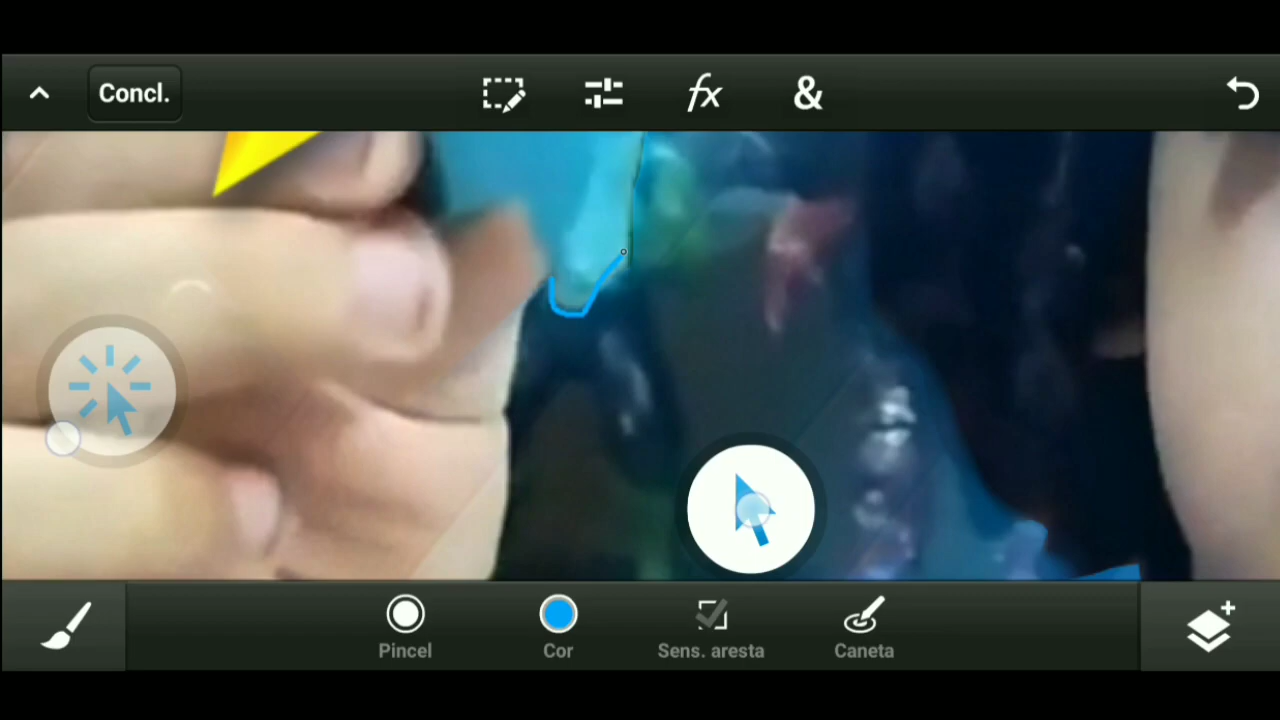 Concl.
fx
&
Pincel
Cor
Sens. aresta
Caneta